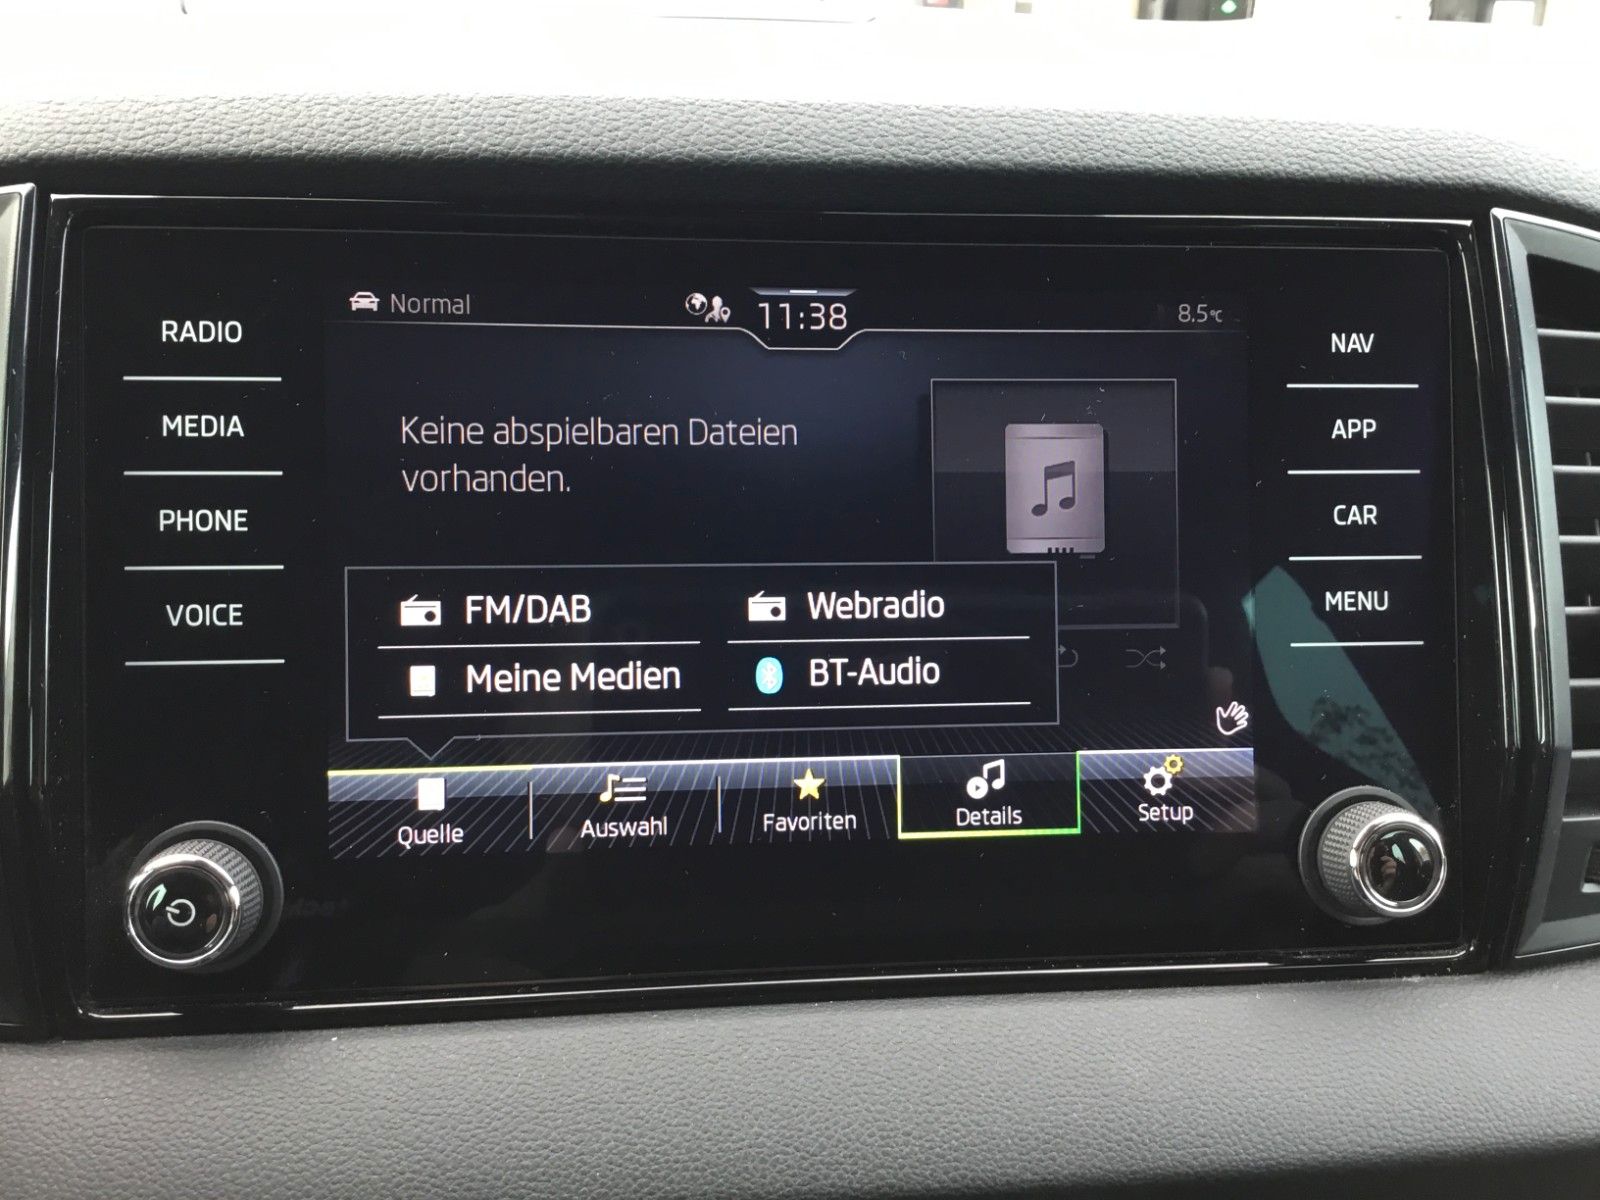 Normal
11:38
8,5°C
RADIO
MEDIA
PHONE
VOICE
Keine abspielbaren Dateien
vorhanden.
FM/DAB
Webradio
Meine Medien
BT-Audio
Quelle
Auswahl
Favoriten
Details
Setup
NAV
APP
CAR
MENU